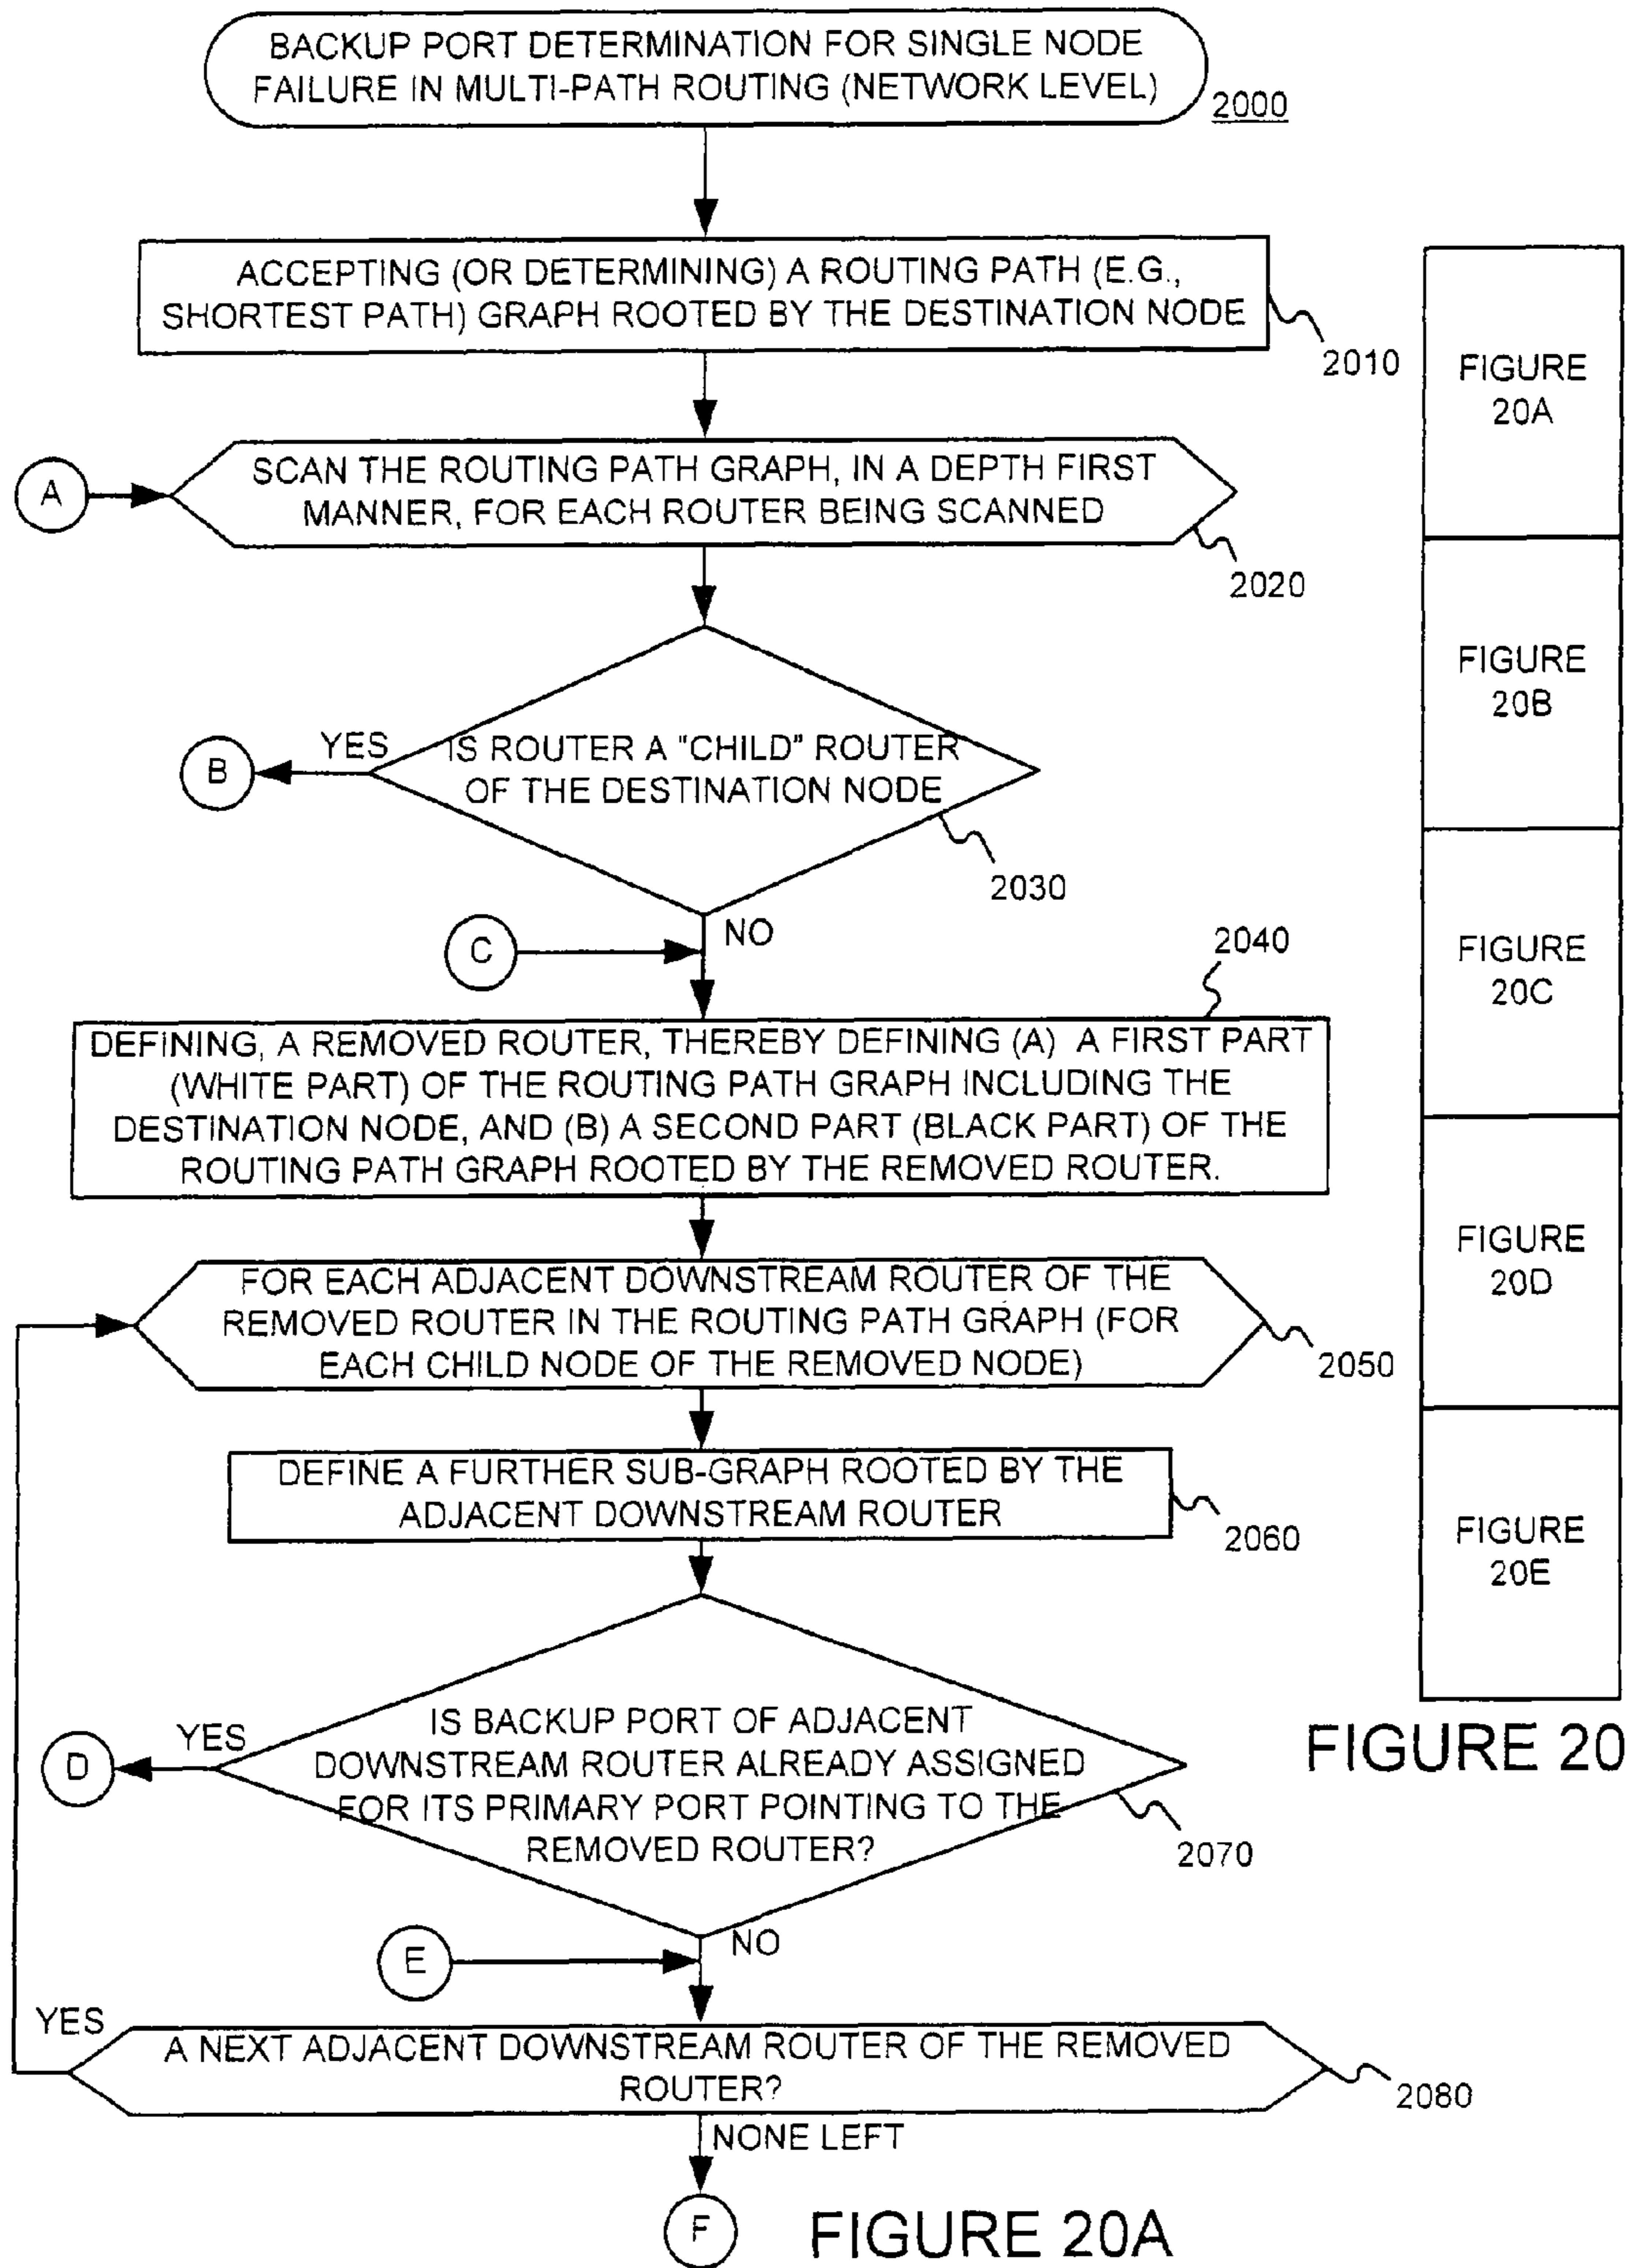 BACKUP PORT DETERMINATION FOR SINGLE NODE
FAILURE IN MULTI-PATH ROUTING (NETWORK LEVEL)
2000
ACCEPTING (OR DETERMINING) A ROUTING PATH (E.G.,
SHORTEST PATH) GRAPH ROOTED BY THE DESTINATION NODE
2010
A
SCAN THE ROUTING PATH GRAPH, IN A DEPTH FIRST
MANNER, FOR EACH ROUTER BEING SCANNED
2020
B
YES
IS ROUTER A "CHILD" ROUTER
OF THE DESTINATION NODE
2030
NO
C
2040
DEFINING, A REMOVED ROUTER, THEREBY DEFINING (A) A FIRST PART
(WHITE PART) OF THE ROUTING PATH GRAPH INCLUDING THE
DESTINATION NODE, AND (B) A SECOND PART (BLACK PART) OF THE
ROUTING PATH GRAPH ROOTED BY THE REMOVED ROUTER.
FOR EACH ADJACENT DOWNSTREAM ROUTER OF THE
REMOVED ROUTER IN THE ROUTING PATH GRAPH (FOR
EACH CHILD NODE OF THE REMOVED NODE)
2050
DEFINE A FURTHER SUB-GRAPH ROOTED BY THE
ADJACENT DOWNSTREAM ROUTER
2060
D
YES
IS BACKUP PORT OF ADJACENT
DOWNSTREAM ROUTER ALREADY ASSIGNED
FOR ITS PRIMARY PORT POINTING TO THE
REMOVED ROUTER?
2070
NO
E
YES
A NEXT ADJACENT DOWNSTREAM ROUTER OF THE REMOVED
ROUTER?
2080
NONE LEFT
F
FIGURE 20A
FIGURE
20A
FIGURE
20B
FIGURE
20C
FIGURE
20D
FIGURE
20E
FIGURE 20